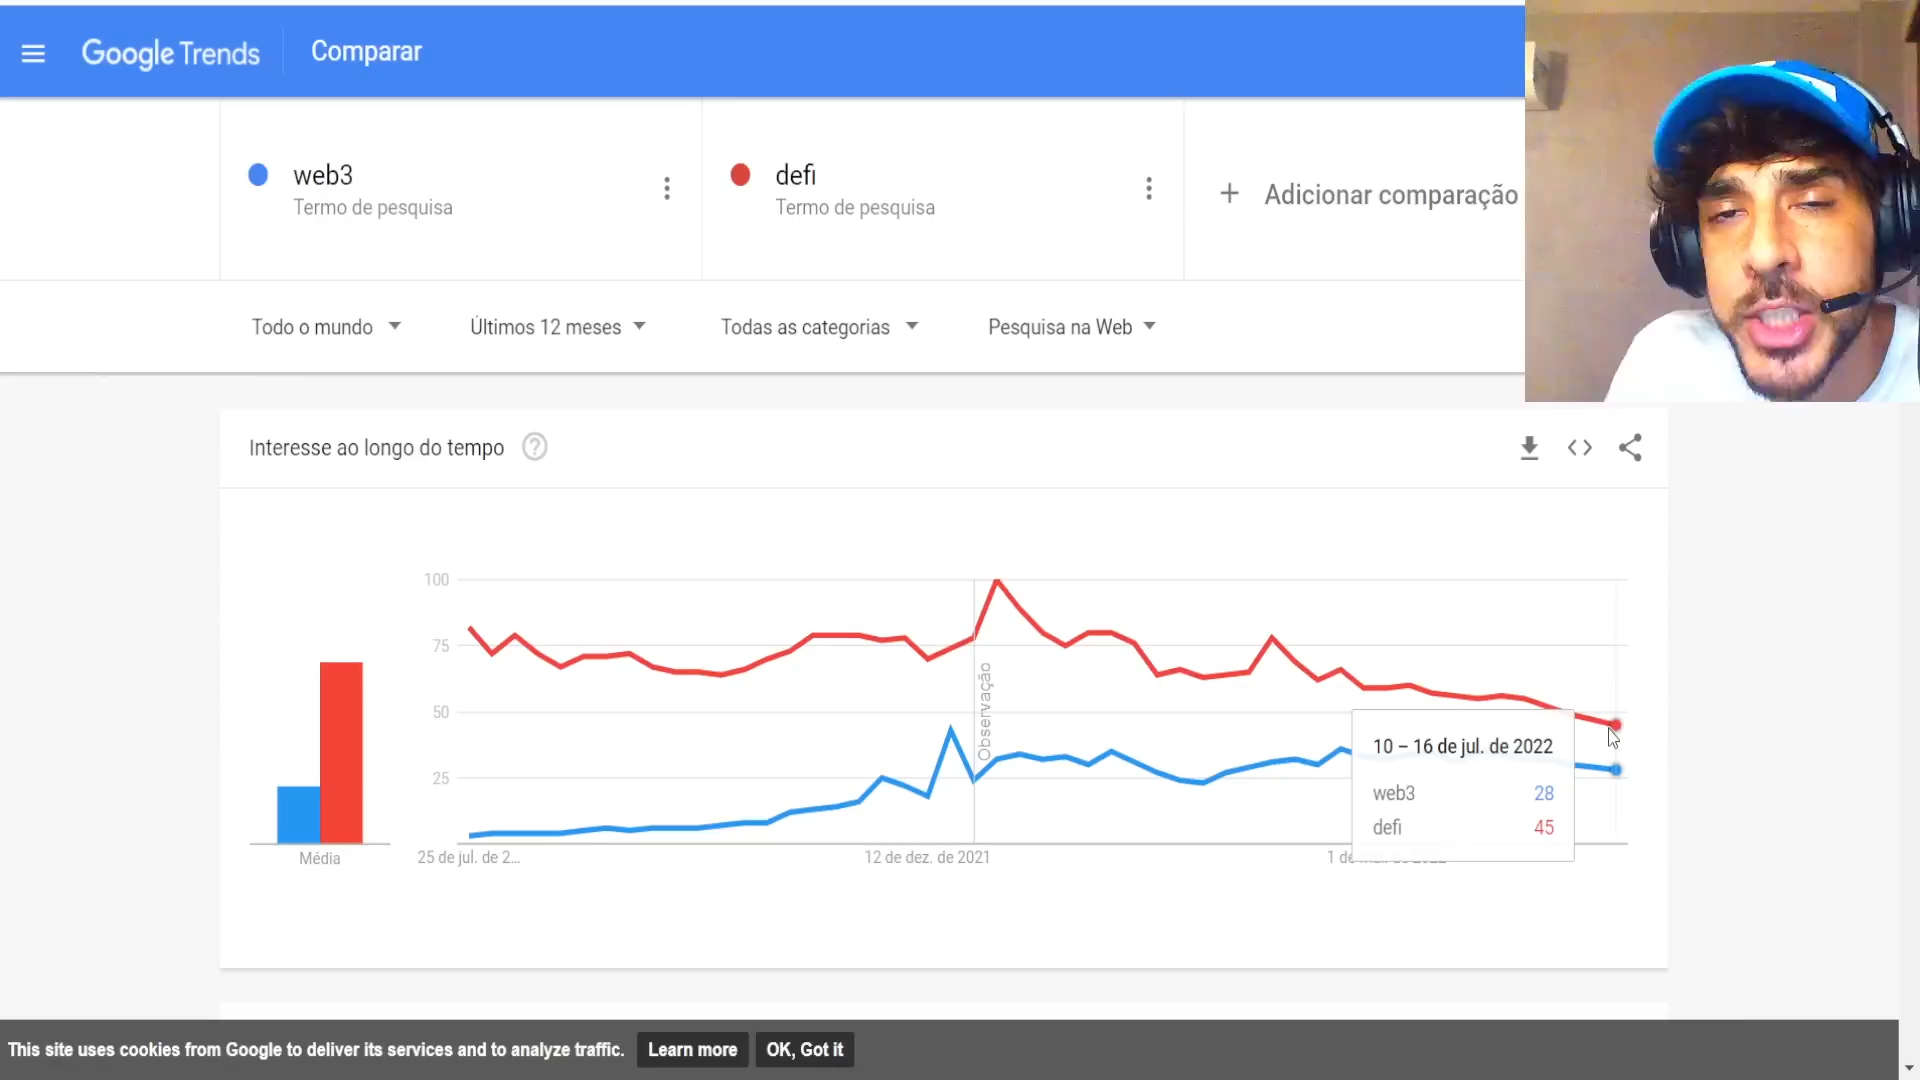 Google Trends
Comparar
web3
Termo de pesquisa
defi
Termo de pesquisa
+ Adicionar comparação
Todo o mundo
Últimos 12 meses
Todas as categorias
Pesquisa na Web
Interesse ao longo do tempo
?
100
75
50
25
Observação
10 – 16 de jul. de 2022
web3 28
defi 45
Média
25 de jul. de 2...
12 de dez. de 2021
1 de
This site uses cookies from Google to deliver its services and to analyze traffic.
Learn more
OK, Got it